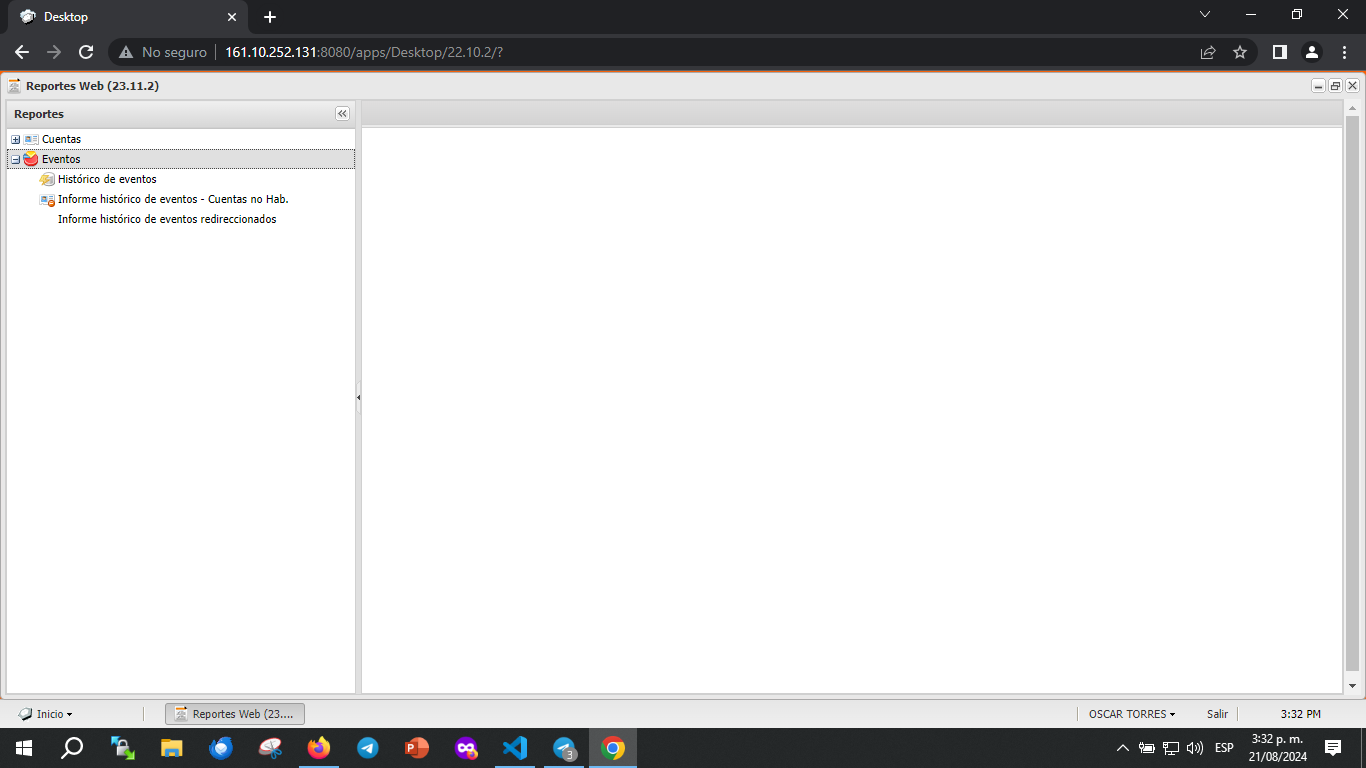 Desktop
No seguro
161.10.252.131:8080/apps/Desktop/22.10.2/?
Reportes Web (23.11.2)
Reportes
Cuentas
Eventos
Histórico de eventos
Informe histórico de eventos - Cuentas no Hab.
Informe histórico de eventos redireccionados
Inicio
Reportes Web (23....
OSCAR TORRES
Salir
3:32 PM
3
ESP
3:32 p. m.
21/08/2024